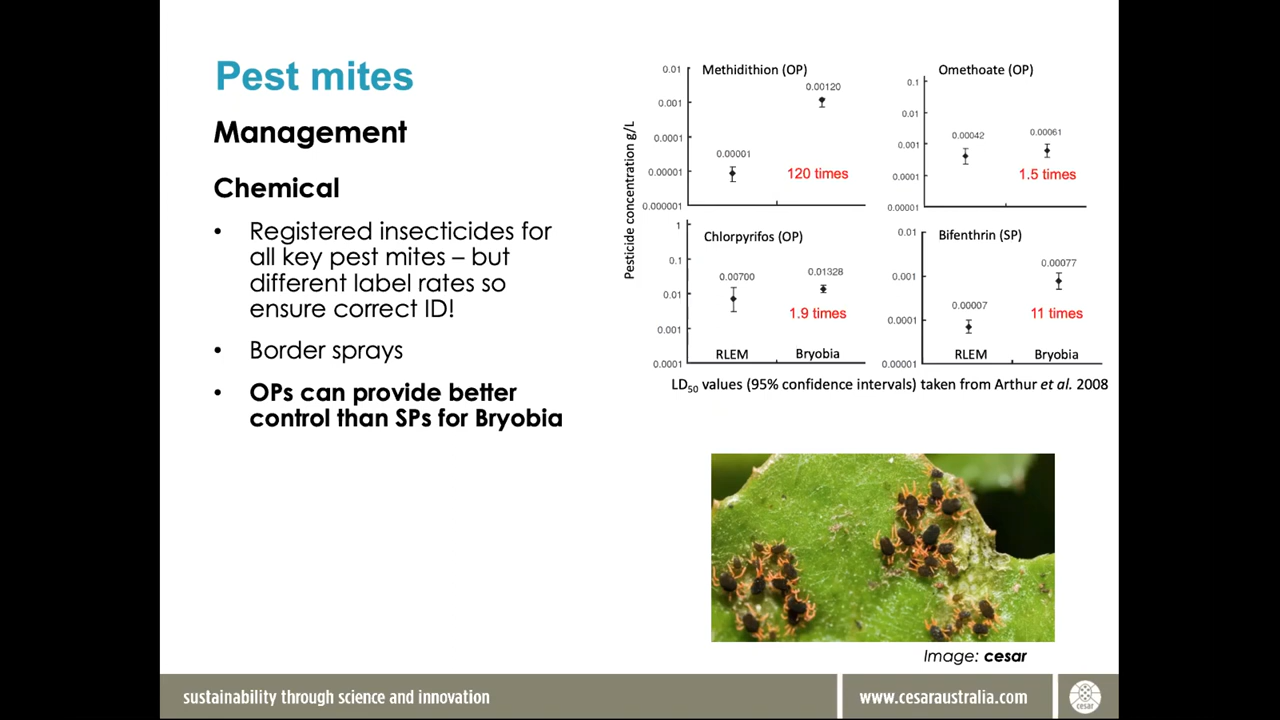 Pest mites
Management
Chemical
• Registered insecticides for
all key pest mites – but
different label rates so
ensure correct ID!
• Border sprays
• OPs can provide better
control than SPs for Bryobia
Pesticide concentration g/L
Methidithion (OP)
0.01
0.001
0.0001
0.00001
0.000001
0.00001
0.00120
120 times
Omethoate (OP)
0.1
0.01
0.001
0.0001
0.00001
0.00042
0.00061
1.5 times
Chlorpyrifos (OP)
1
0.1
0.01
0.001
0.0001
0.00700
0.01328
1.9 times
RLEM
Bryobia
Bifenthrin (SP)
0.01
0.001
0.0001
0.00001
0.00007
0.00077
11 times
RLEM
Bryobia
LD50 values (95% confidence intervals) taken from Arthur et al. 2008
Image: cesar
sustainability through science and innovation
www.cesaraustralia.com
cesar